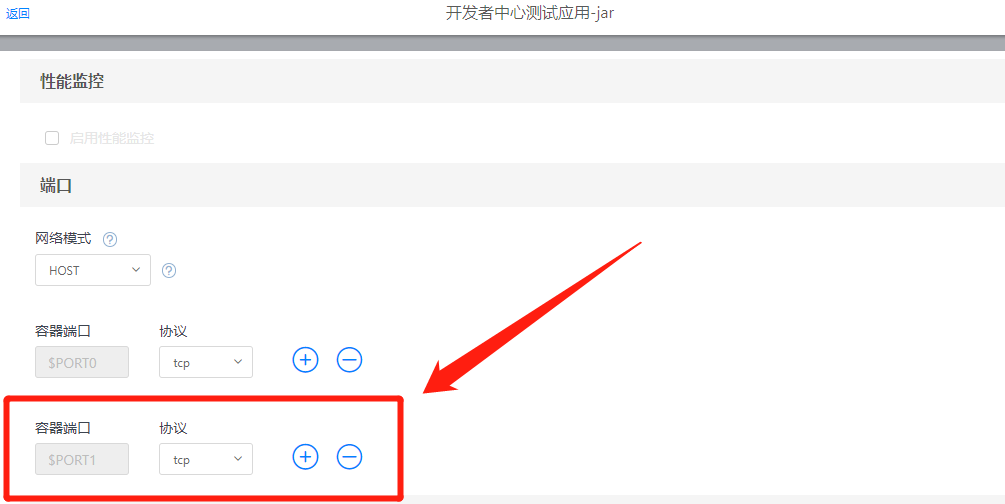 返回
开发者中心测试应用-jar
性能监控
启用性能监控
端口
网络模式 ?
HOST ?
容器端口 协议
$PORT0 tcp
容器端口 协议
$PORT1 tcp